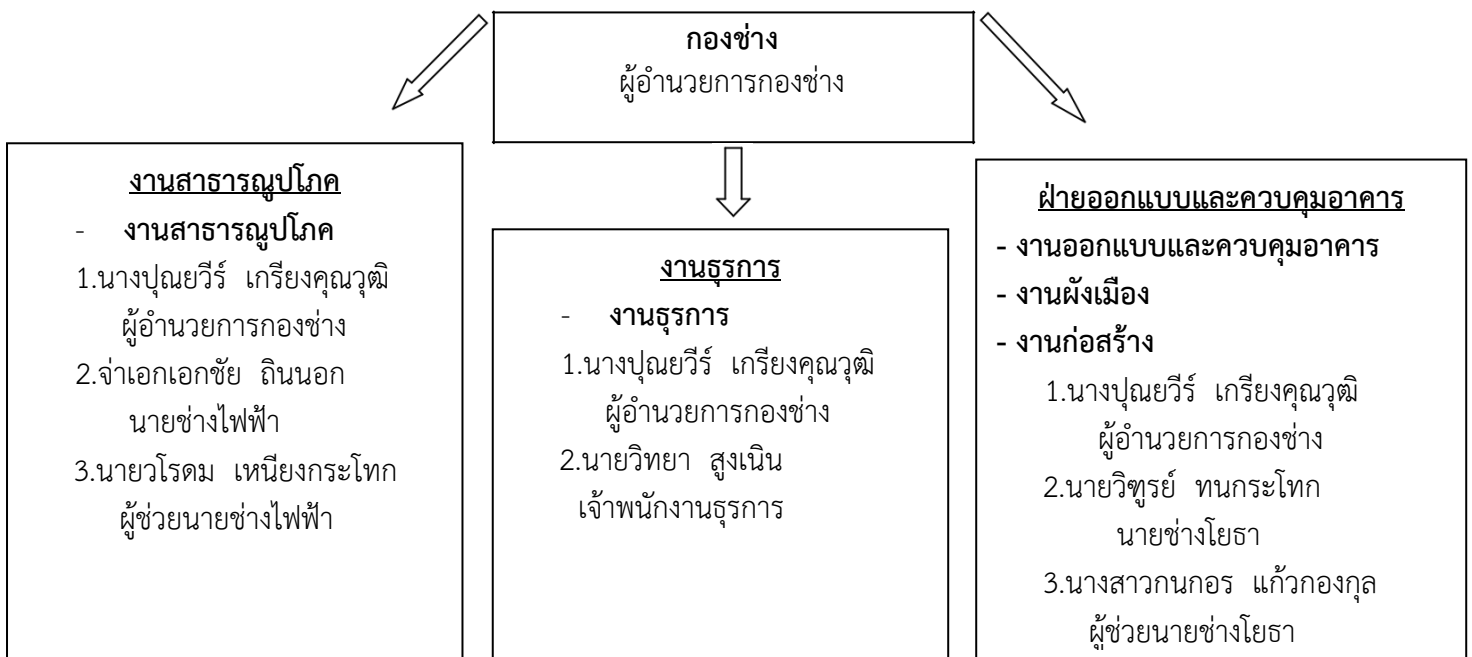 กองช่าง
ผู้อำนวยการกองช่าง
งานสาธารณูปโภค
- งานสาธารณูปโภค
1.นางปุณยวีร์ เกรียงคุณวุฒิ
ผู้อำนวยการกองช่าง
2.จ่าเอกเอกชัย ถินนอก
นายช่างไฟฟ้า
3.นายวโรดม เหนียงกระโทก
ผู้ช่วยนายช่างไฟฟ้า
งานธุรการ
- งานธุรการ
1.นางปุณยวีร์ เกรียงคุณวุฒิ
ผู้อำนวยการกองช่าง
2.นายวิทยา สูงเนิน
เจ้าพนักงานธุรการ
ฝ่ายออกแบบและควบคุมอาคาร
- งานออกแบบและควบคุมอาคาร
- งานผังเมือง
- งานก่อสร้าง
1.นางปุณยวีร์ เกรียงคุณวุฒิ
ผู้อำนวยการกองช่าง
2.นายวิฑูรย์ ทนกระโทก
นายช่างโยธา
3.นางสาวกนกอร แก้วกองกุล
ผู้ช่วยนายช่างโยธา